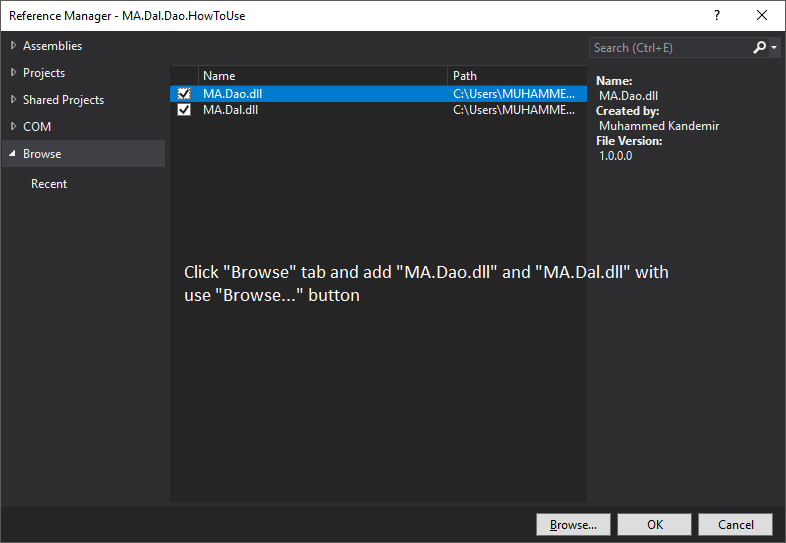 Reference Manager - MA.Dal.Dao.HowToUse
?
Assemblies
Projects
Shared Projects
COM
Browse
Recent
Name Path
MA.Dao.dll C:\Users\MUHAMME...
MA.Dal.dll C:\Users\MUHAMME...
Click "Browse" tab and add "MA.Dao.dll" and "MA.Dal.dll" with
use "Browse..." button
Search (Ctrl+E)
Name:
MA.Dao.dll
Created by:
Muhammed Kandemir
File Version:
1.0.0.0
Browse... OK Cancel